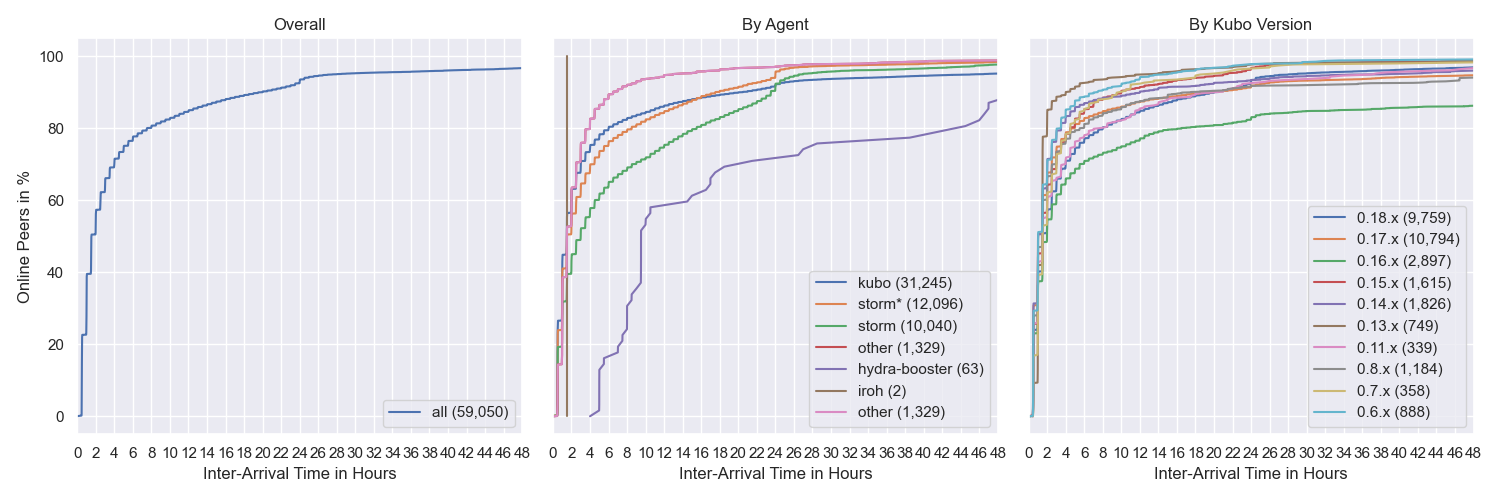 Overall
By Agent
By Kubo Version
Online Peers in %
100
80
60
40
20
0
all (59,050)
0 2 4 6 8 10 12 14 16 18 20 22 24 26 28 30 32 34 36 38 40 42 44 46 48
Inter-Arrival Time in Hours
kubo (31,245)
storm* (12,096)
storm (10,040)
other (1,329)
hydra-booster (63)
iroh (2)
other (1,329)
0 2 4 6 8 10 12 14 16 18 20 22 24 26 28 30 32 34 36 38 40 42 44 46 48
Inter-Arrival Time in Hours
0.18.x (9,759)
0.17.x (10,794)
0.16.x (2,897)
0.15.x (1,615)
0.14.x (1,826)
0.13.x (749)
0.11.x (339)
0.8.x (1,184)
0.7.x (358)
0.6.x (888)
0 2 4 6 8 10 12 14 16 18 20 22 24 26 28 30 32 34 36 38 40 42 44 46 48
Inter-Arrival Time in Hours